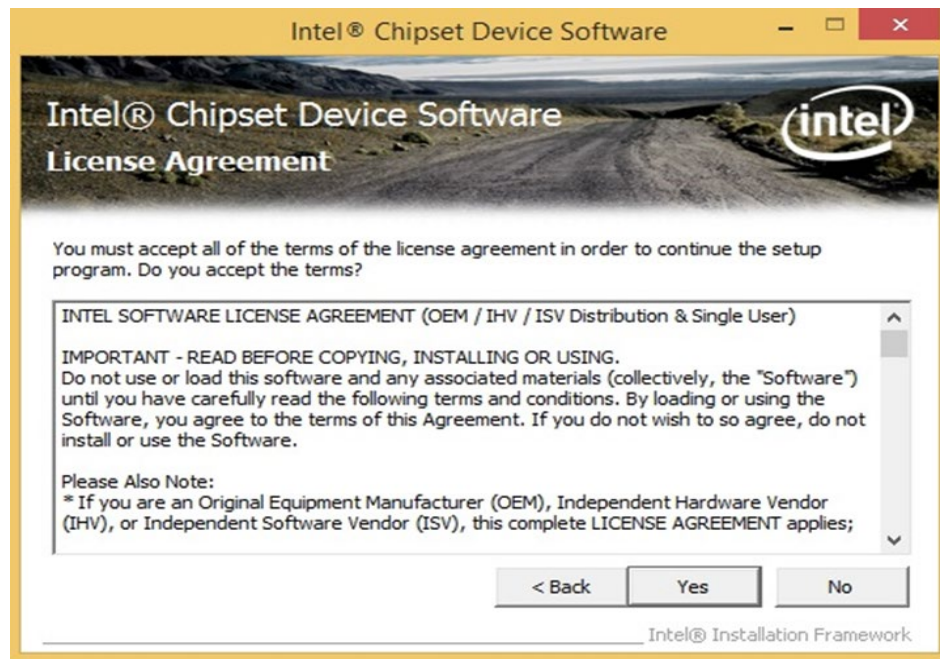 Intel® Chipset Device Software
Intel® Chipset Device Software
intel
License Agreement
You must accept all of the terms of the license agreement in order to continue the setup
program. Do you accept the terms?
INTEL SOFTWARE LICENSE AGREEMENT (OEM / IHV / ISV Distribution & Single User)
IMPORTANT - READ BEFORE COPYING, INSTALLING OR USING.
Do not use or load this software and any associated materials (collectively, the "Software")
until you have carefully read the following terms and conditions. By loading or using the
Software, you agree to the terms of this Agreement. If you do not wish to so agree, do not
install or use the Software.
Please Also Note:
* If you are an Original Equipment Manufacturer (OEM), Independent Hardware Vendor
(IHV), or Independent Software Vendor (ISV), this complete LICENSE AGREEMENT applies;
< Back Yes No
Intel® Installation Framework